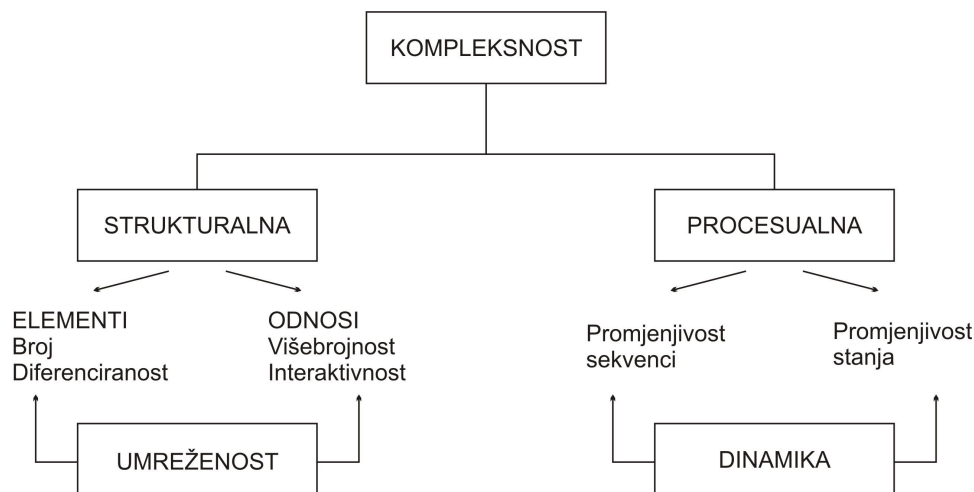 KOMPLEKSNOST
STRUKTURALNA
PROCESUALNA
ELEMENTI
Broj
Diferenciranost
ODNOSI
Višebrojnost
Interaktivnost
Promjenjivost
sekvenci
Promjenjivost
stanja
UMREŽENOST
DINAMIKA